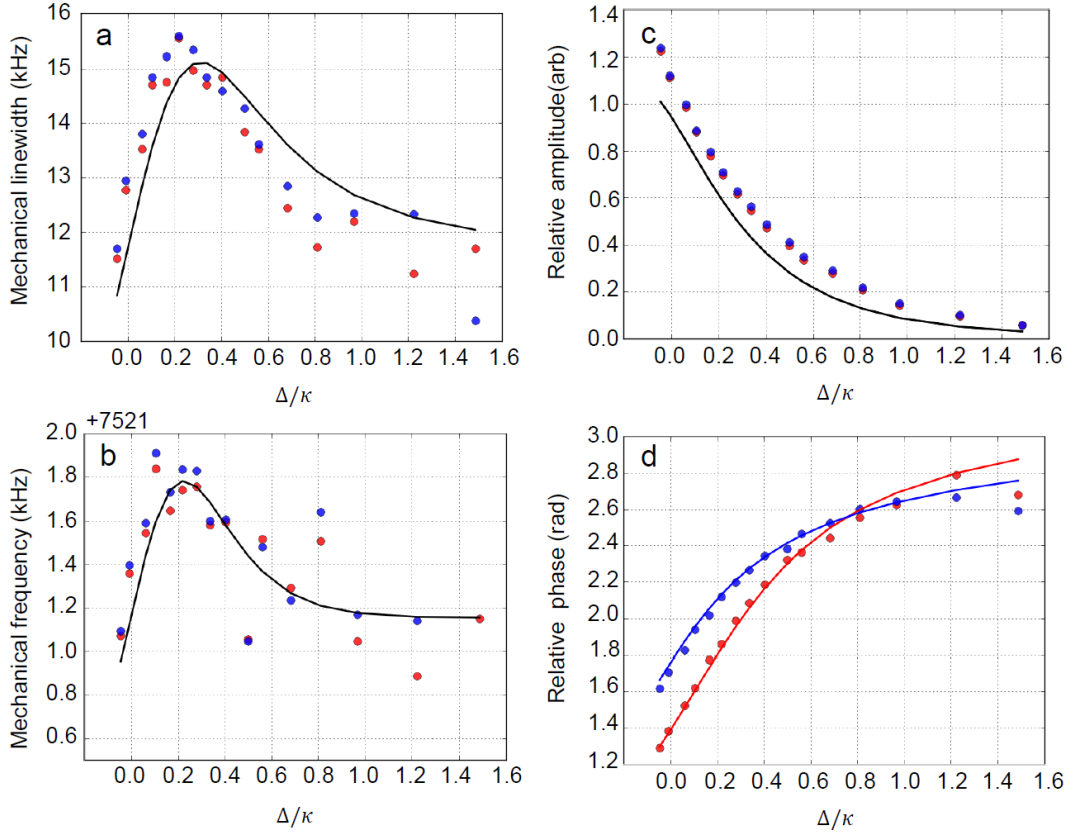 a
Mechanical linewidth (kHz)
16
15
14
13
12
11
10
0.0 0.2 0.4 0.6 0.8 1.0 1.2 1.4 1.6
Δ/κ
c
Relative amplitude(arb)
1.4
1.2
1.0
0.8
0.6
0.4
0.2
0.0
0.0 0.2 0.4 0.6 0.8 1.0 1.2 1.4 1.6
Δ/κ
+7521
b
Mechanical frequency (kHz)
2.0
1.8
1.6
1.4
1.2
1.0
0.8
0.6
0.0 0.2 0.4 0.6 0.8 1.0 1.2 1.4 1.6
Δ/κ
d
Relative phase (rad)
3.0
2.8
2.6
2.4
2.2
2.0
1.8
1.6
1.4
1.2
0.0 0.2 0.4 0.6 0.8 1.0 1.2 1.4 1.6
Δ/κ